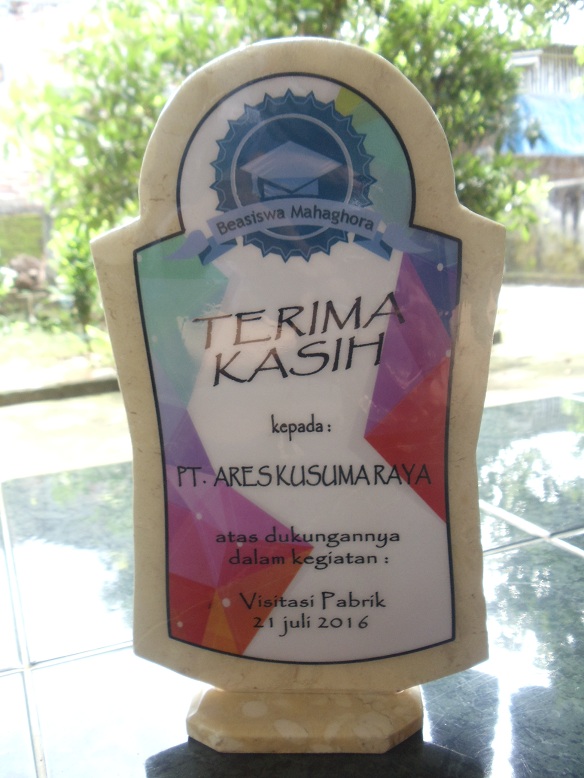 Beasiswa Mahaghora
TERIMA
KASIH
kepada :
PT. ARES KUSUMA RAYA
atas dukungannya
dalam kegiatan :
Visitasi Pabrik
21 juli 2016